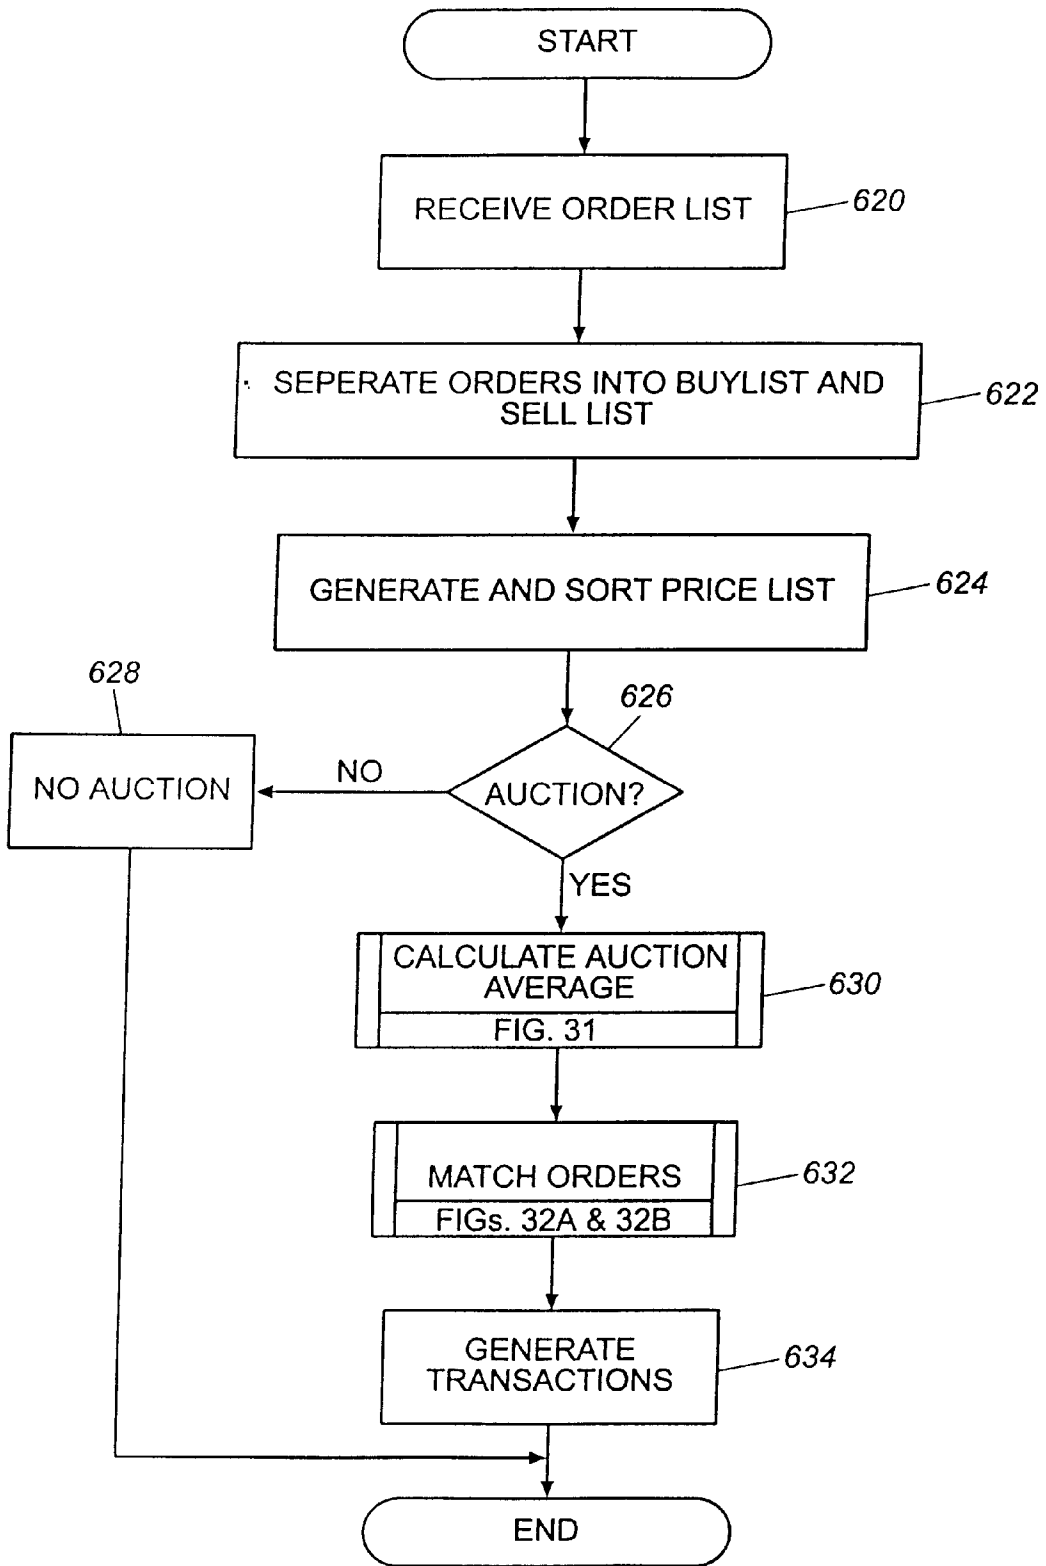 START
RECEIVE ORDER LIST
620
SEPERATE ORDERS INTO BUYLIST AND
SELL LIST
622
GENERATE AND SORT PRICE LIST
624
628
626
NO AUCTION
NO
AUCTION?
YES
CALCULATE AUCTION
AVERAGE
630
FIG. 31
MATCH ORDERS
632
FIGs. 32A & 32B
GENERATE
TRANSACTIONS
634
END